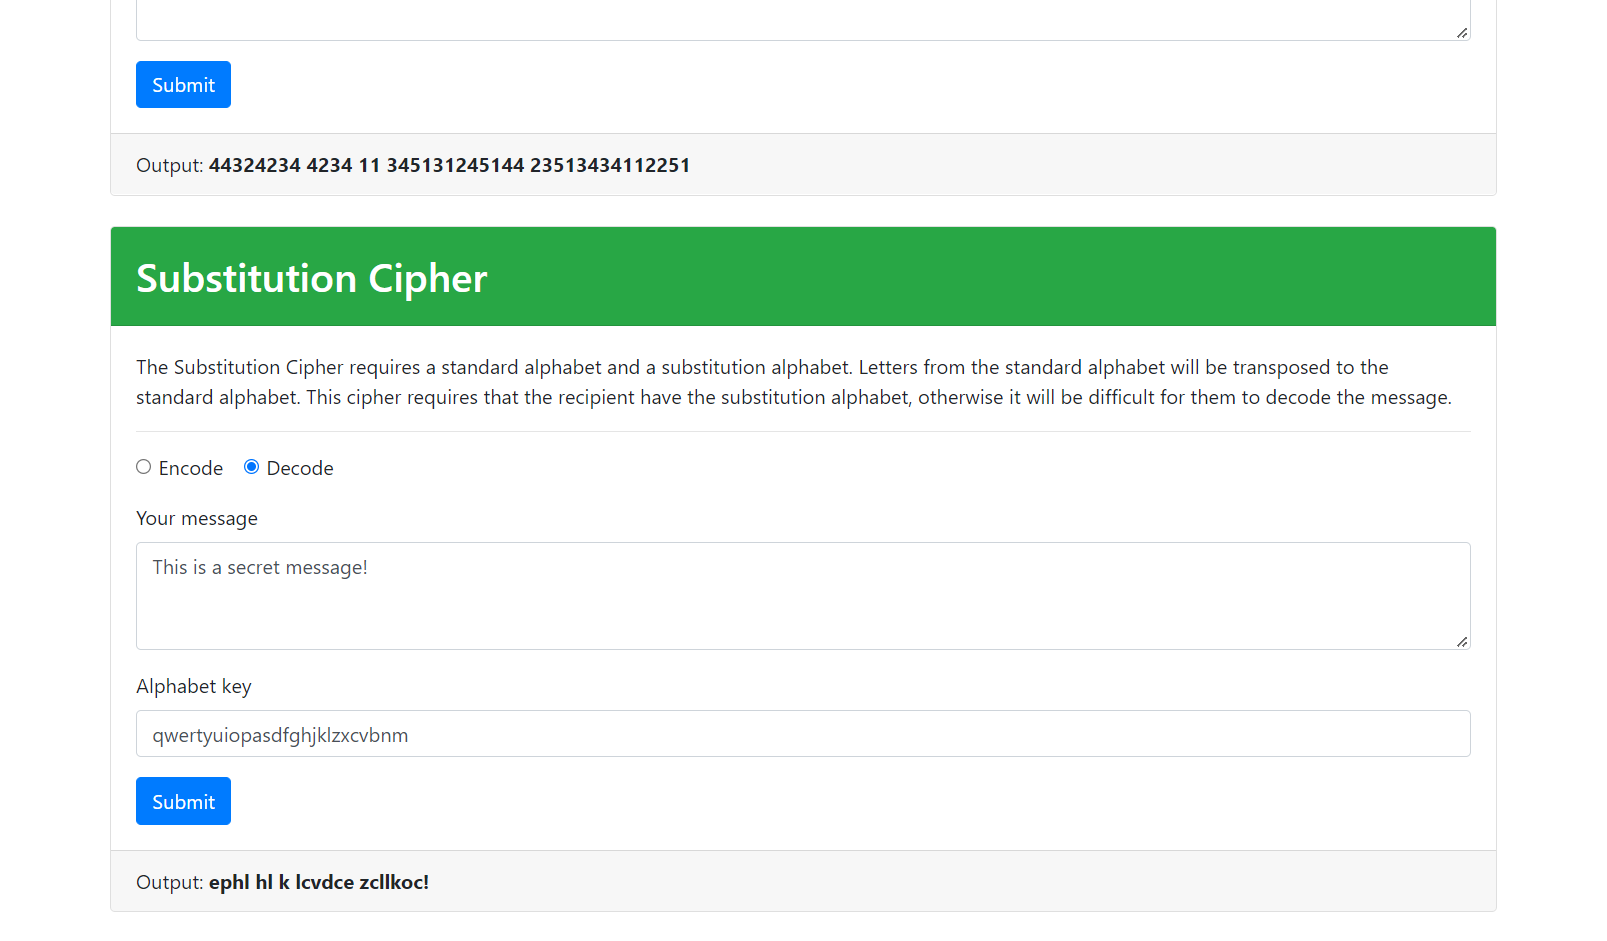 Submit
Output: 44324234 4234 11 345131245144 23513434112251
Substitution Cipher
The Substitution Cipher requires a standard alphabet and a substitution alphabet. Letters from the standard alphabet will be transposed to the
standard alphabet. This cipher requires that the recipient have the substitution alphabet, otherwise it will be difficult for them to decode the message.
Encode Decode
Your message
This is a secret message!
Alphabet key
qwertyuiopasdfghjklzxcvbnm
Submit
Output: ephl hl k lcvdce zcllkoc!